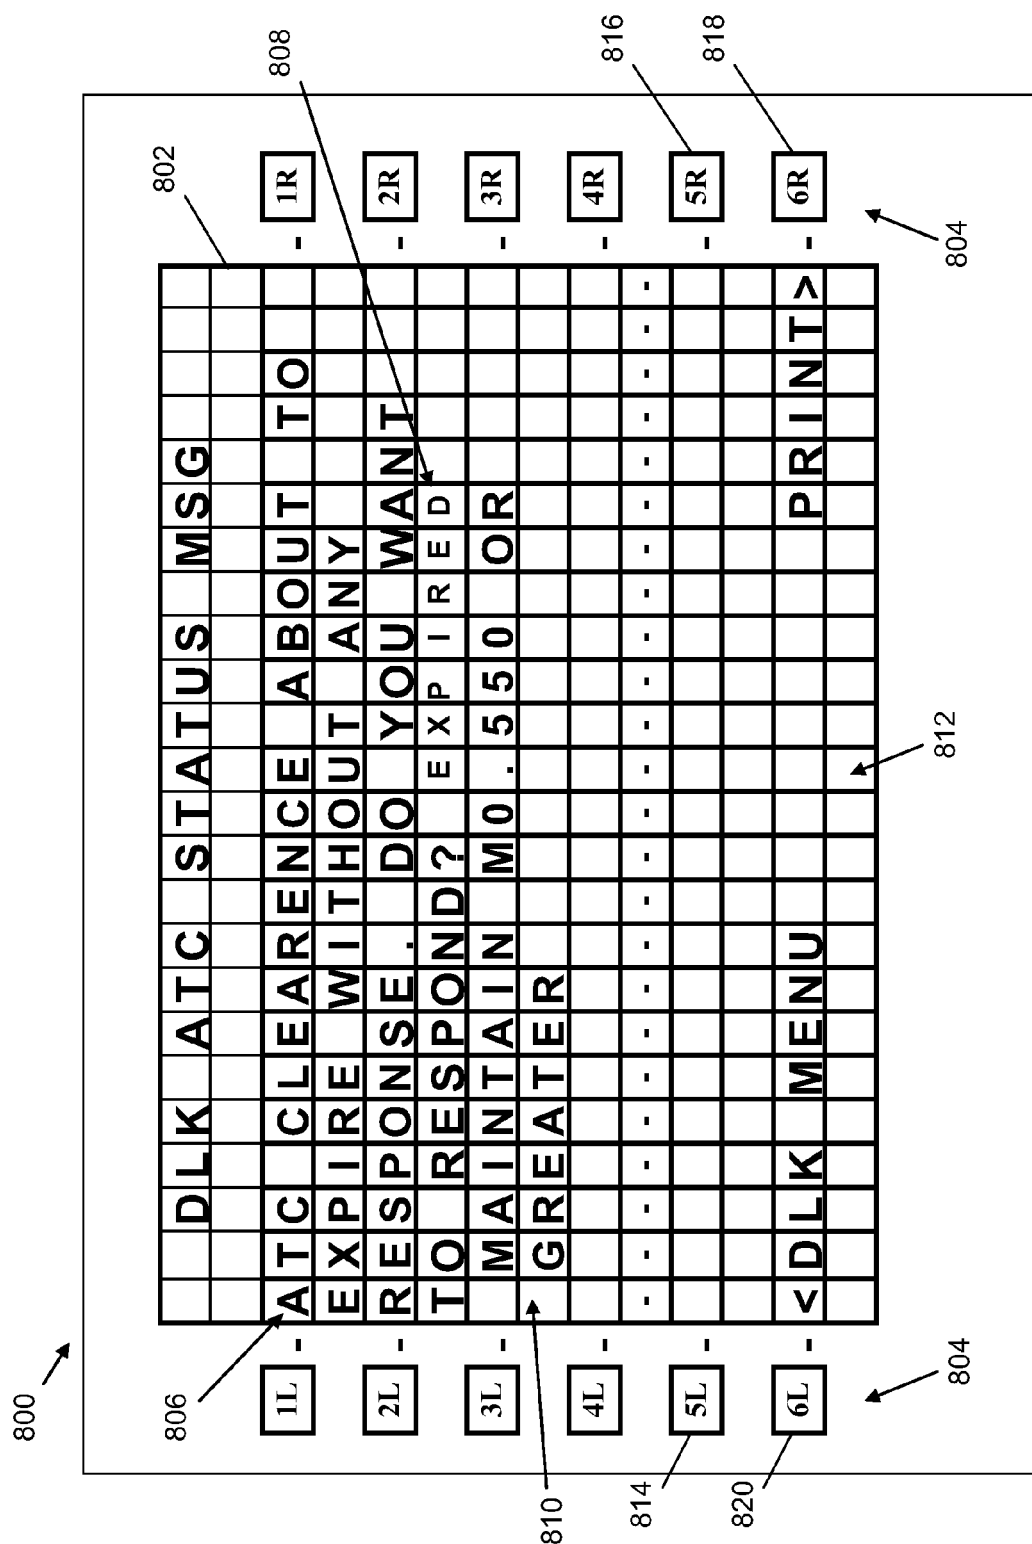 800
806 802
DLK ATC STATUS MSG
808
1L - ATC CLEARENCE ABOUT TO - 1R
EXPIRE WITHOUT ANY
2L - RESPONSE. DO YOU WANT - 2R
TO RESPOND? EXPIRED
3L - MAINTAIN M0.550 OR - 3R
GREATER
810
4L - - 4R
816
814
------------------------
5L - - 5R
818
820
6L - <DLK MENU PRINT> - 6R
804 812 804